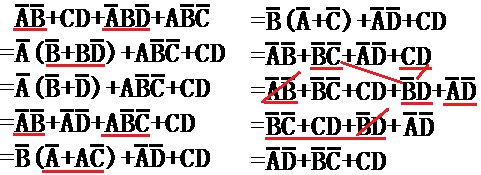 A̅B̅+CD+A̅BD̅+AB̅C̅
=A̅(B̅+BD̅)+AB̅C̅+CD
=A̅(B̅+D̅)+AB̅C̅+CD
=A̅B̅+A̅D̅+AB̅C̅+CD
=B̅(A̅+AC̅)+A̅D̅+CD
=B̅(A̅+C̅)+A̅D̅+CD
=A̅B̅+B̅C̅+A̅D̅+CD
=A̅B̅+B̅C̅+CD+B̅D+A̅D̅
=B̅C̅+CD+B̅D+A̅D̅
=A̅D̅+B̅C̅+CD